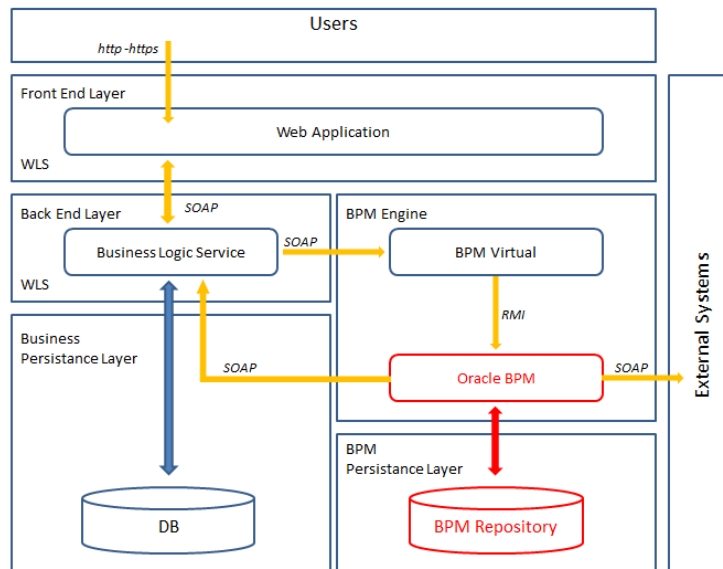 Users
http -https
Front End Layer
Web Application
WLS
SOAP
Back End Layer
Business Logic Service
SOAP
WLS
BPM Engine
BPM Virtual
RMI
Business
Persistance Layer
SOAP
Oracle BPM
SOAP
External Systems
BPM
Persistance Layer
DB
BPM Repository